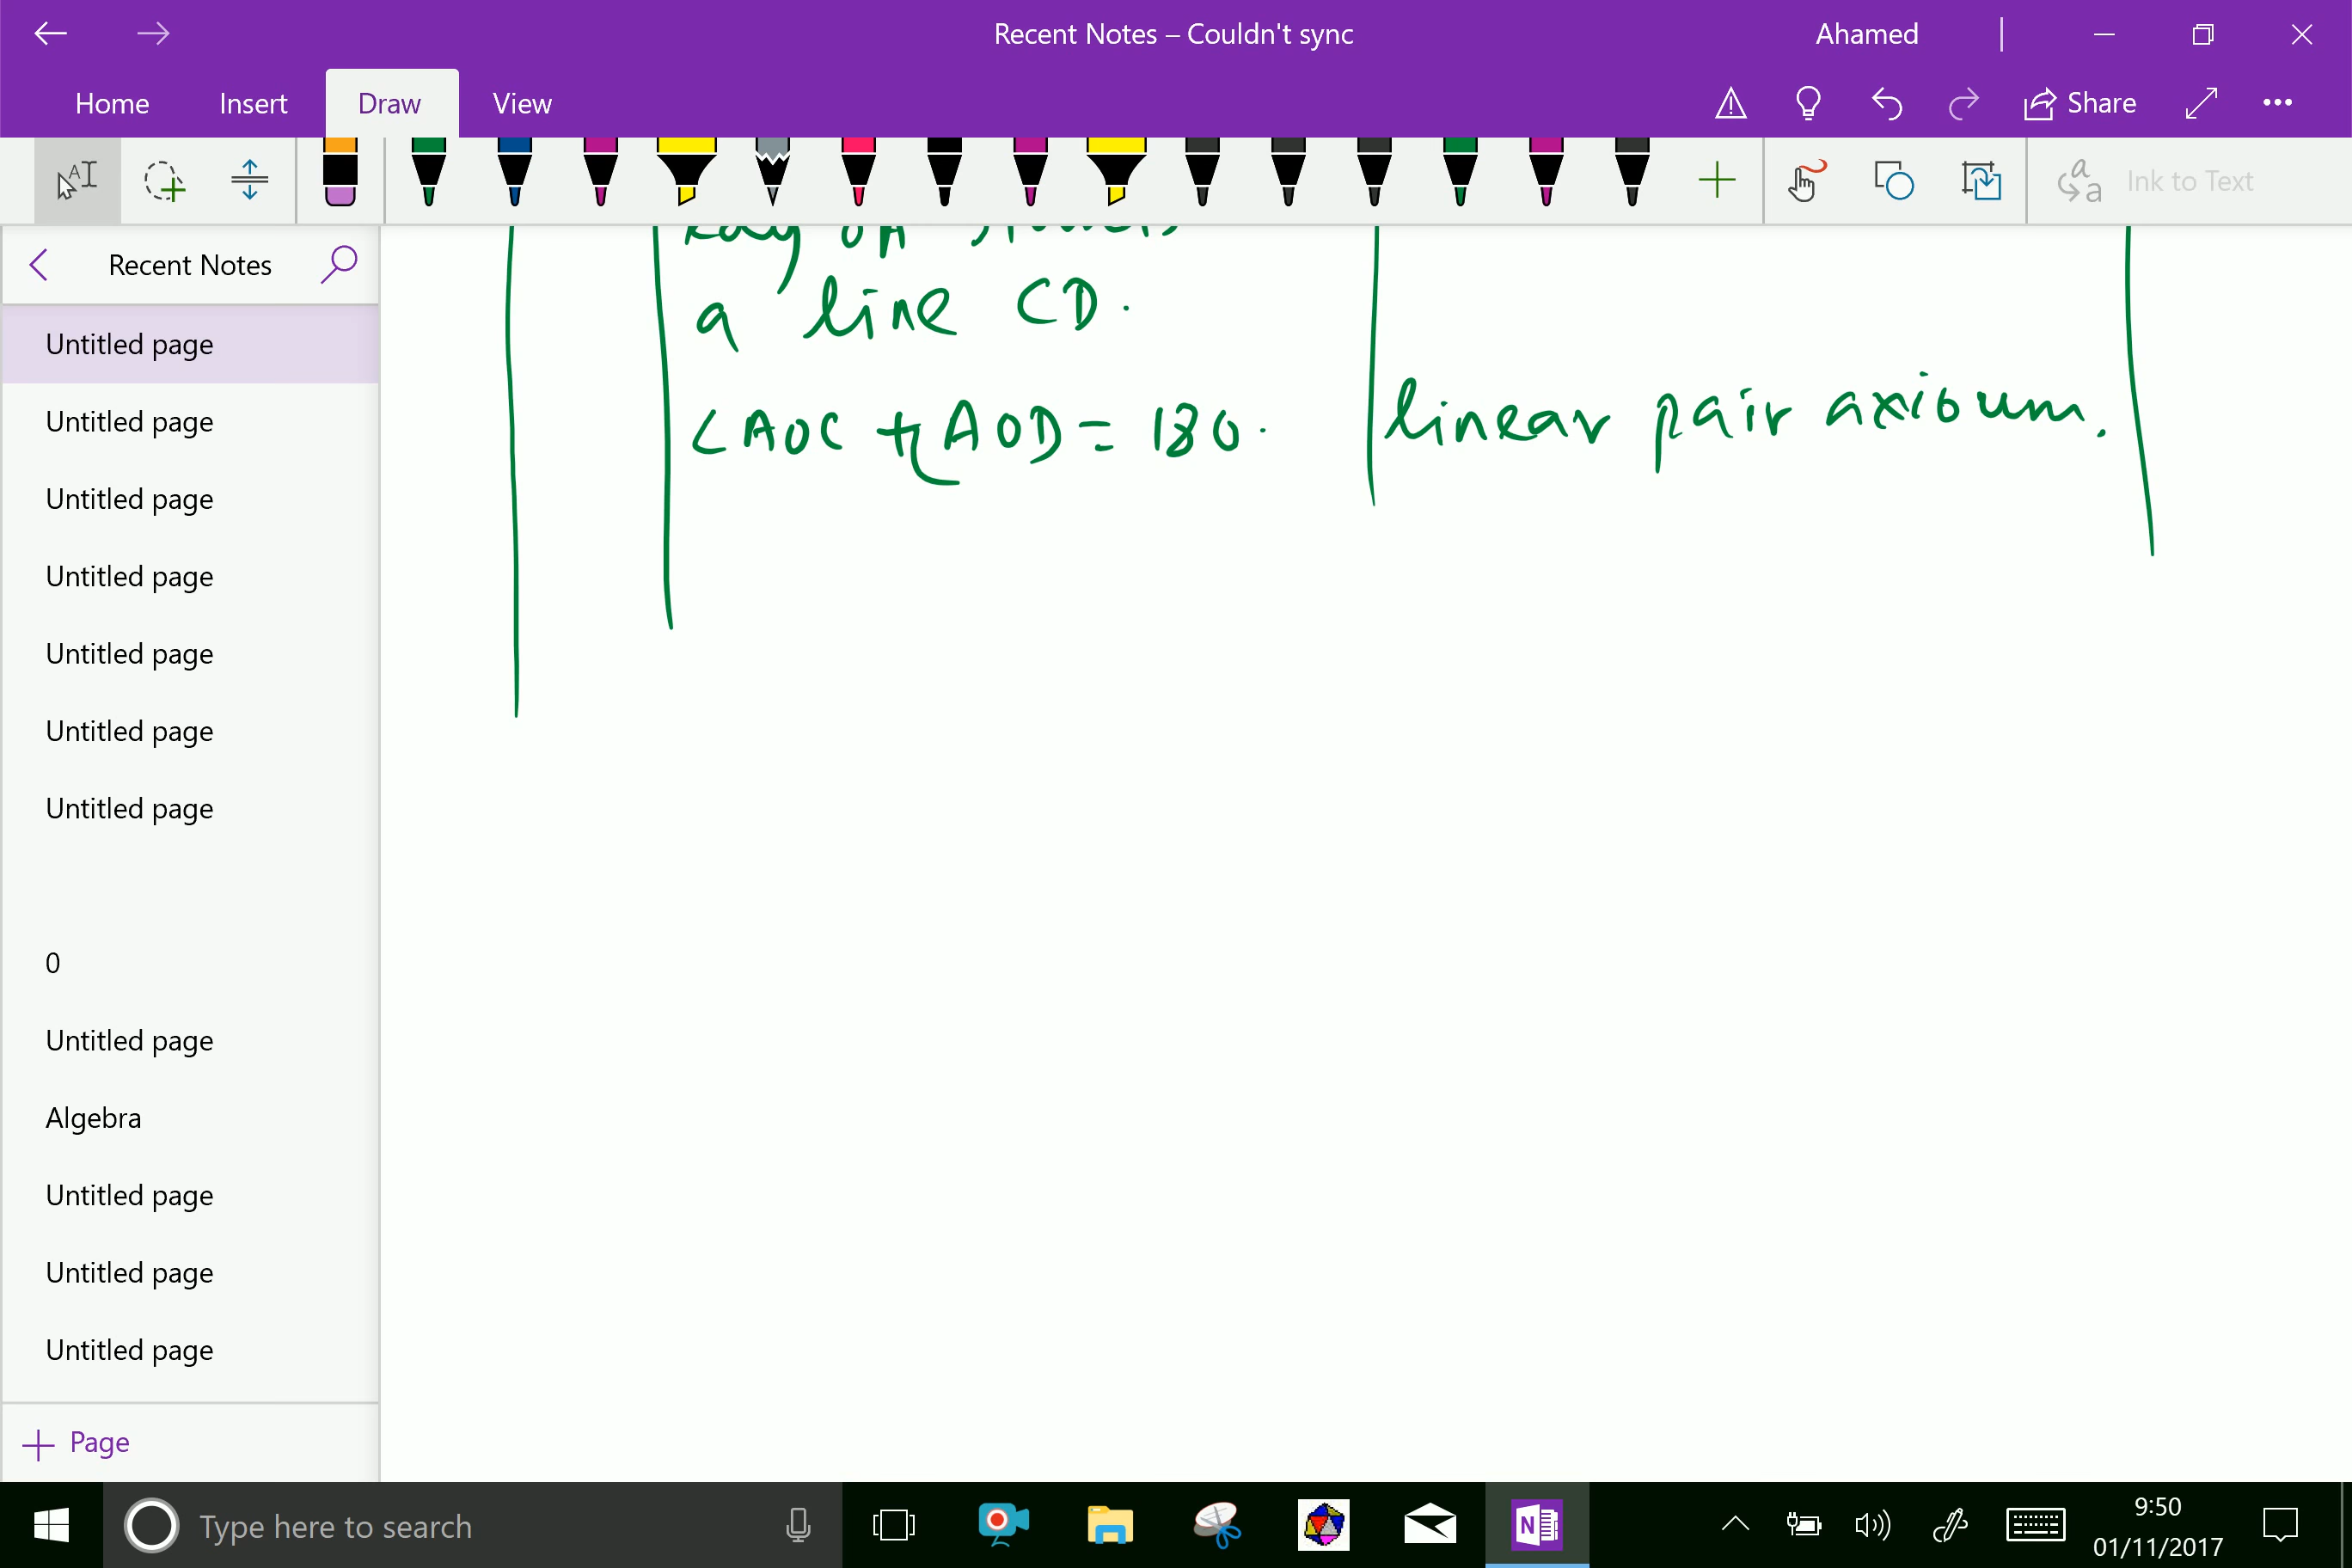 Recent Notes – Couldn't sync
Ahamed
Home Insert Draw View
Share
Ink to Text
Recent Notes
Untitled page
Untitled page
Untitled page
Untitled page
Untitled page
Untitled page
Untitled page
0
Untitled page
Algebra
Untitled page
Untitled page
Untitled page
+ Page
Ray OA
a line CD.
∠AOC + ∠AOD = 180.
linear pair axioum.
Type here to search
9:50
01/11/2017